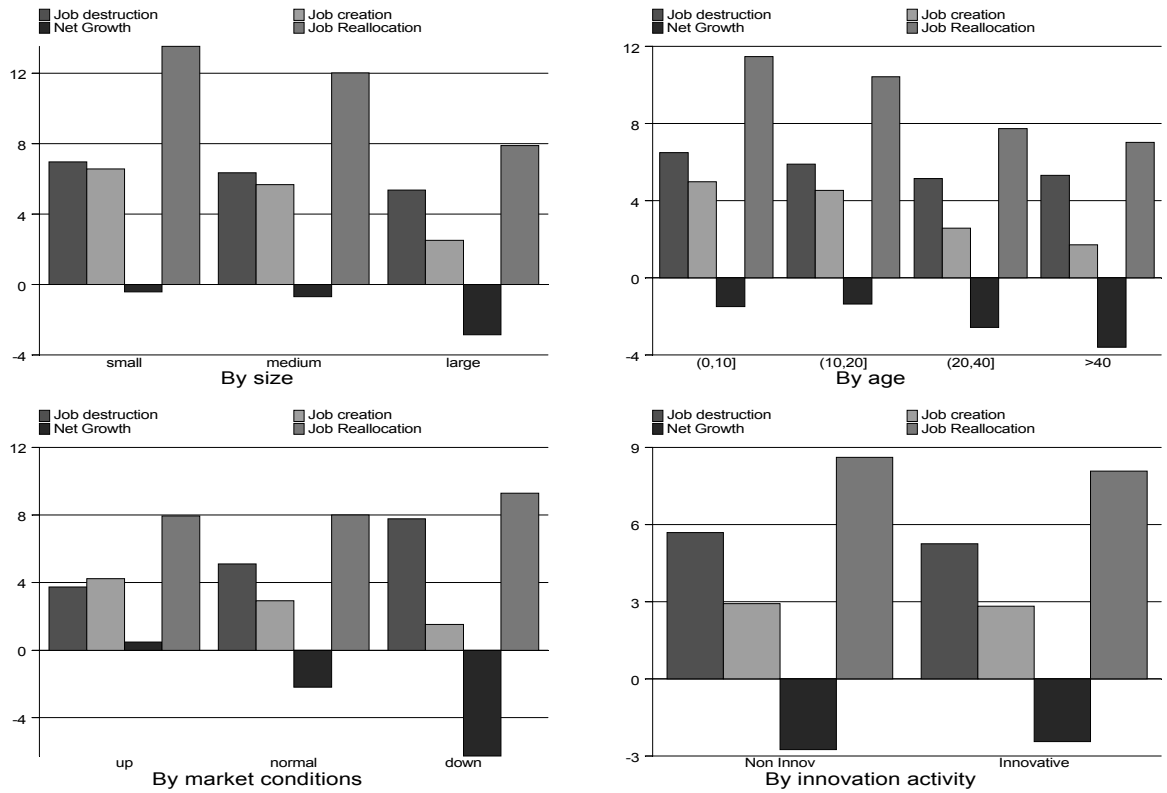 Job destruction Job creation
Net Growth Job Reallocation
12
8
4
0
-4
small medium large
By size
Job destruction Job creation
Net Growth Job Reallocation
12
8
4
0
-4
(0,10] (10,20] (20,40] >40
By age
Job destruction Job creation
Net Growth Job Reallocation
12
8
4
0
-4
up normal down
By market conditions
Job destruction Job creation
Net Growth Job Reallocation
9
6
3
0
-3
Non Innov Innovative
By innovation activity